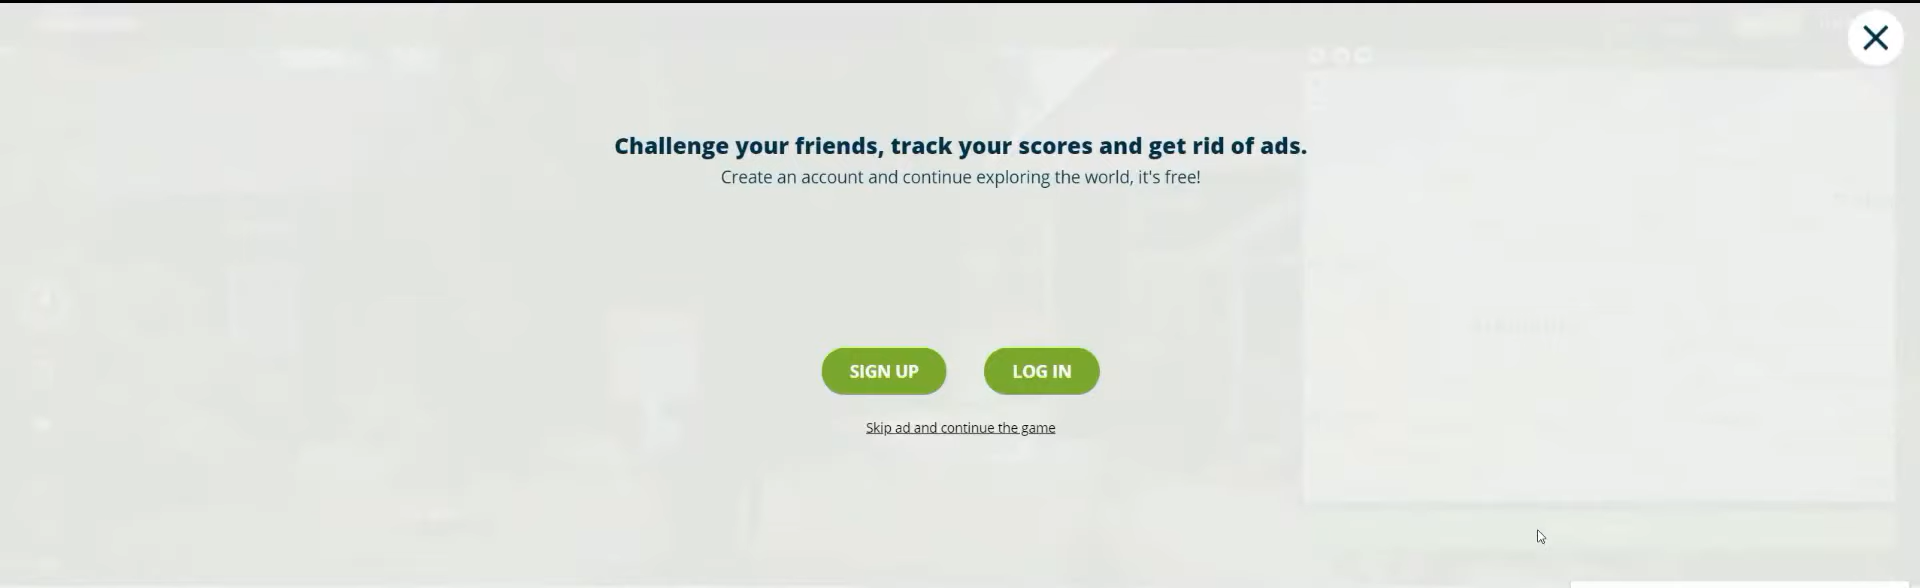 Challenge your friends, track your scores and get rid of ads.
Create an account and continue exploring the world, it's free!
SIGN UP
LOG IN
Skip ad and continue the game